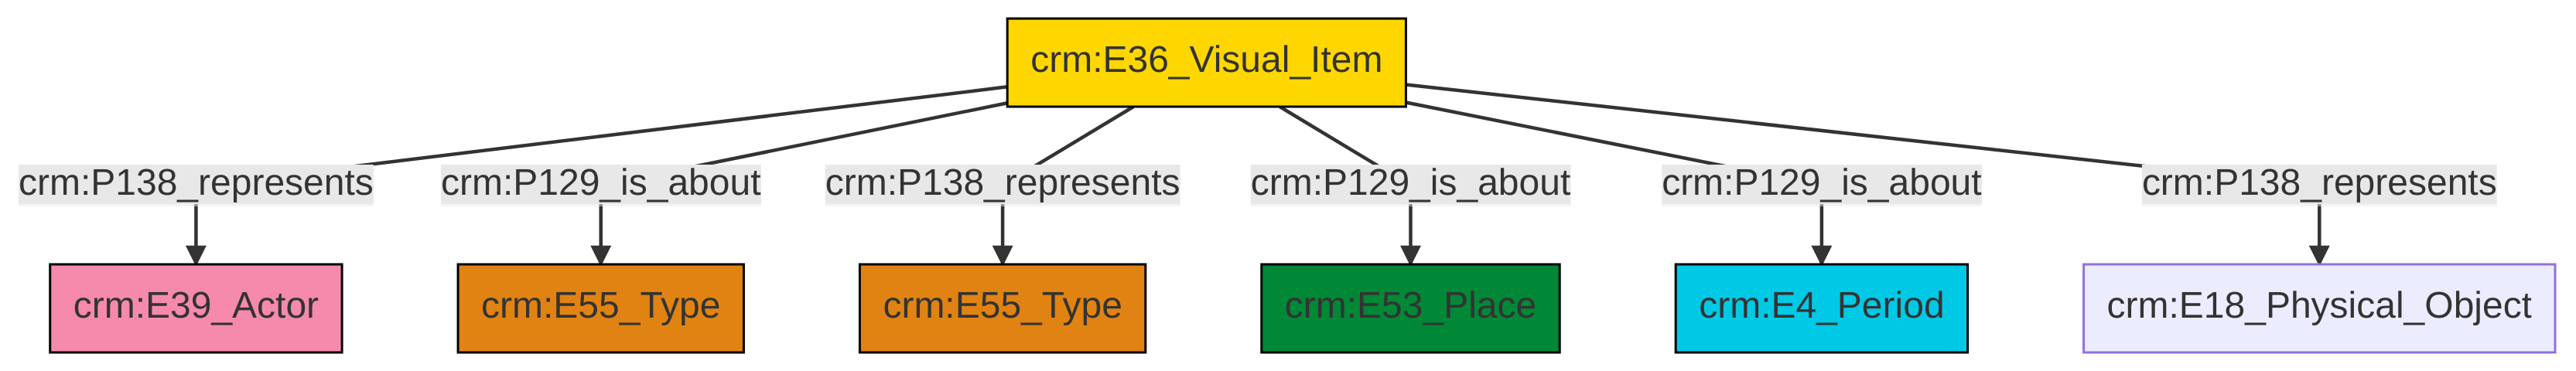 crm:E36_Visual_Item
crm:P138_represents
crm:P129_is_about
crm:P138_represents
crm:P129_is_about
crm:P129_is_about
crm:P138_represents
crm:E39_Actor
crm:E55_Type
crm:E55_Type
crm:E53_Place
crm:E4_Period
crm:E18_Physical_Object